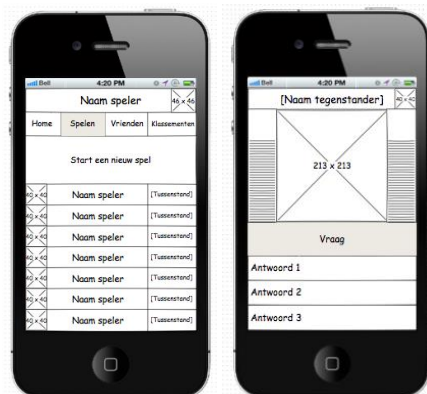 Bell 4:20 PM
Naam speler 46 x 46
Home Spelen Vrienden Klassementen
Start een nieuw spel
40 x 40 Naam speler [Tussenstand]
40 x 40 Naam speler [Tussenstand]
40 x 40 Naam speler [Tussenstand]
40 x 40 Naam speler [Tussenstand]
40 x 40 Naam speler [Tussenstand]
40 x 40 Naam speler [Tussenstand]
40 x 40 Naam speler [Tussenstand]
Bell 4:20 PM
[Naam tegenstander] 40 x 40
213 x 213
Vraag
Antwoord 1
Antwoord 2
Antwoord 3